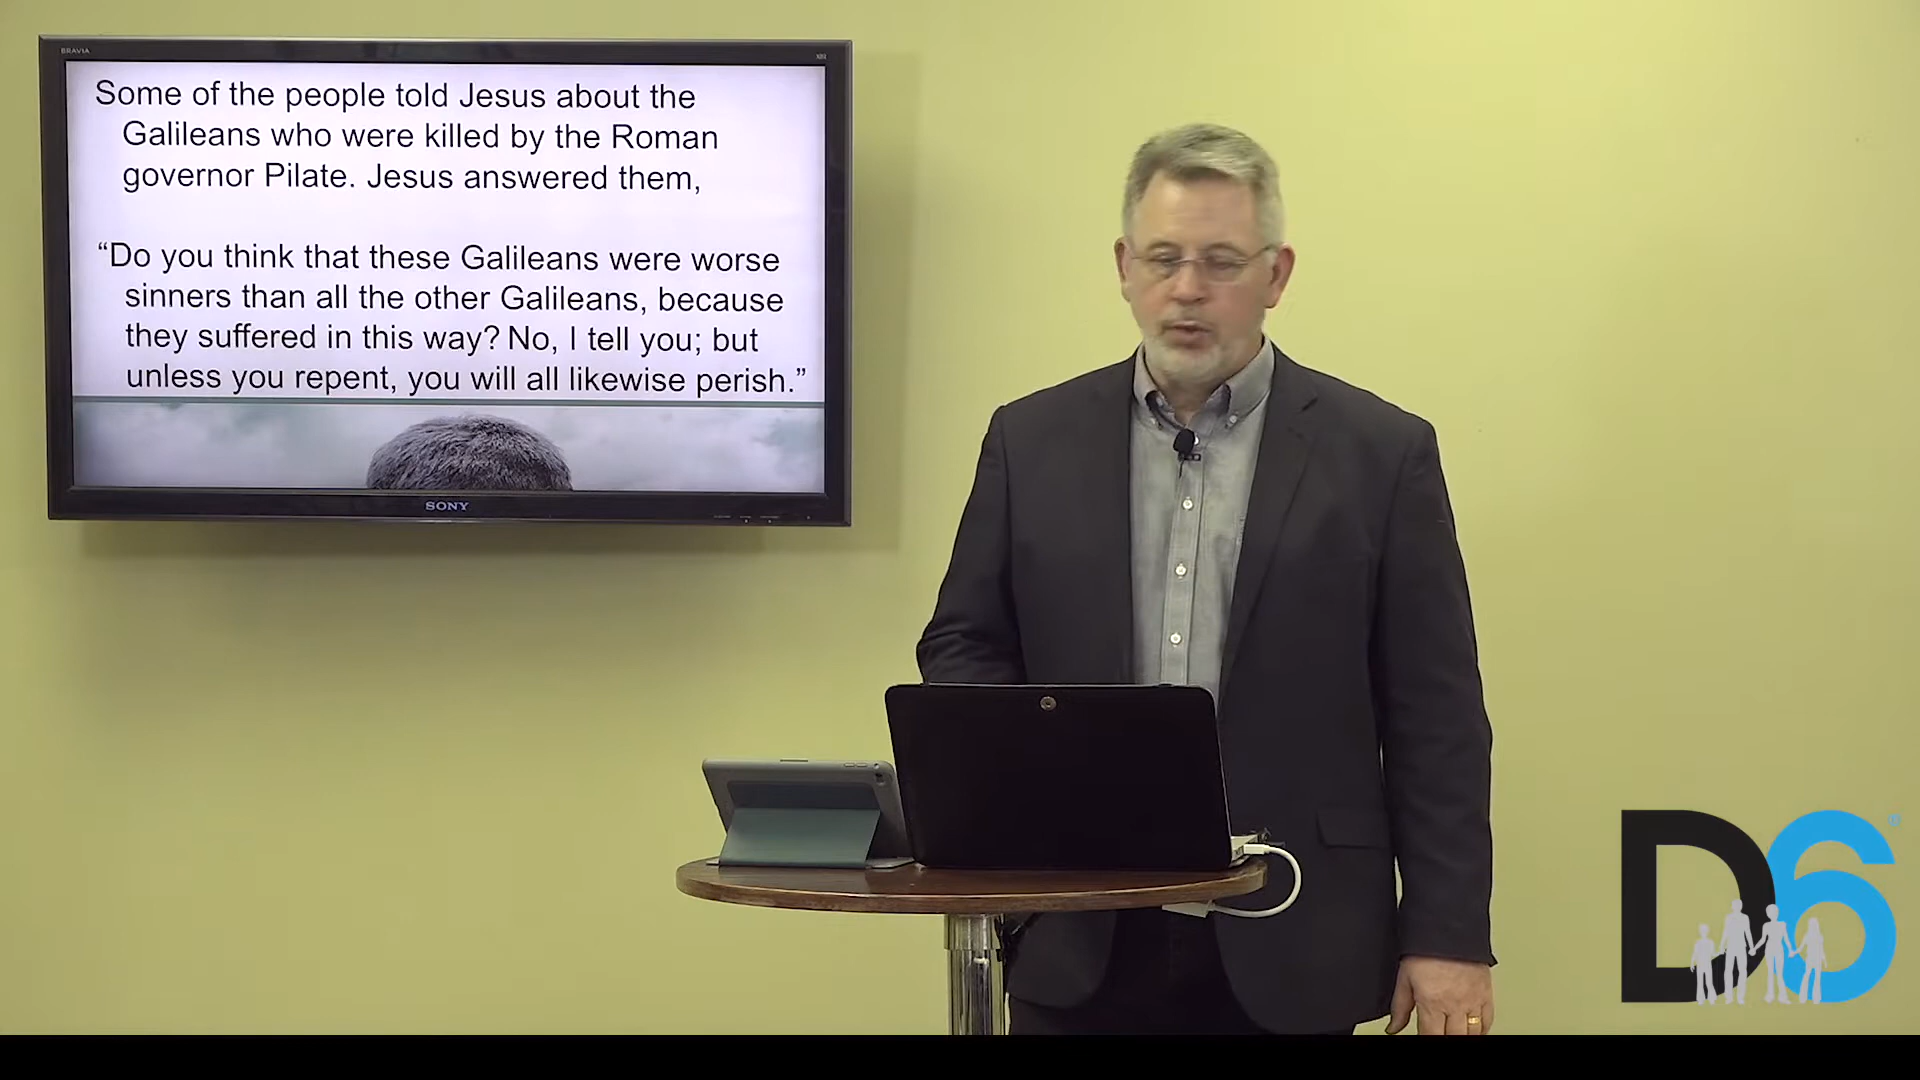 BRAVIA
Some of the people told Jesus about the
Galileans who were killed by the Roman
governor Pilate. Jesus answered them,
“Do you think that these Galileans were worse
sinners than all the other Galileans, because
they suffered in this way? No, I tell you; but
unless you repent, you will all likewise perish.”
SONY
D6